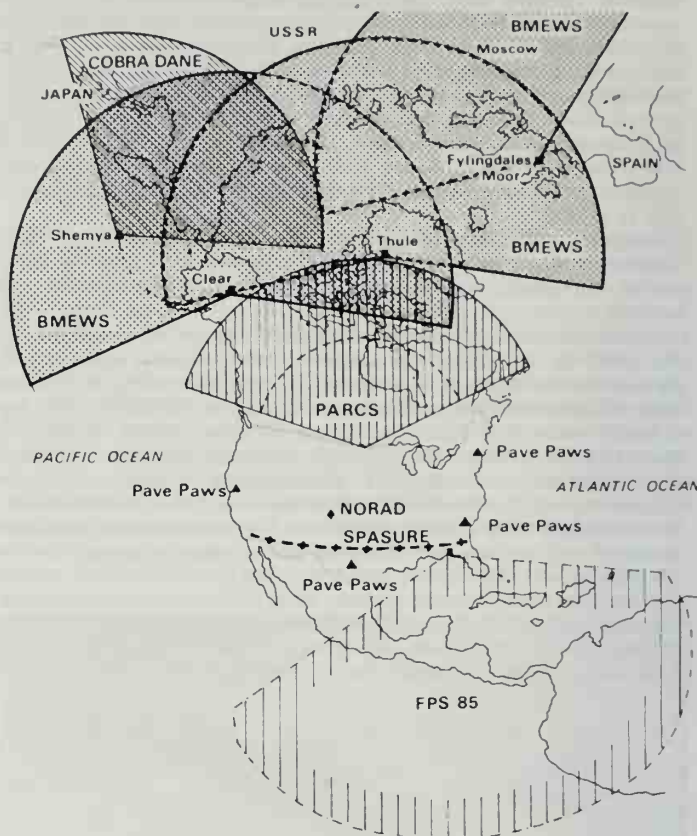 BMEWS
USSR
Moscow
COBRA DANE
JAPAN
Fylingdales
Moor
SPAIN
Shemya
Thule
Clear
BMEWS
BMEWS
PARCS
PACIFIC OCEAN
Pave Paws
Pave Paws
ATLANTIC OCEAN
NORAD
Pave Paws
SPASURE
Pave Paws
FPS 85